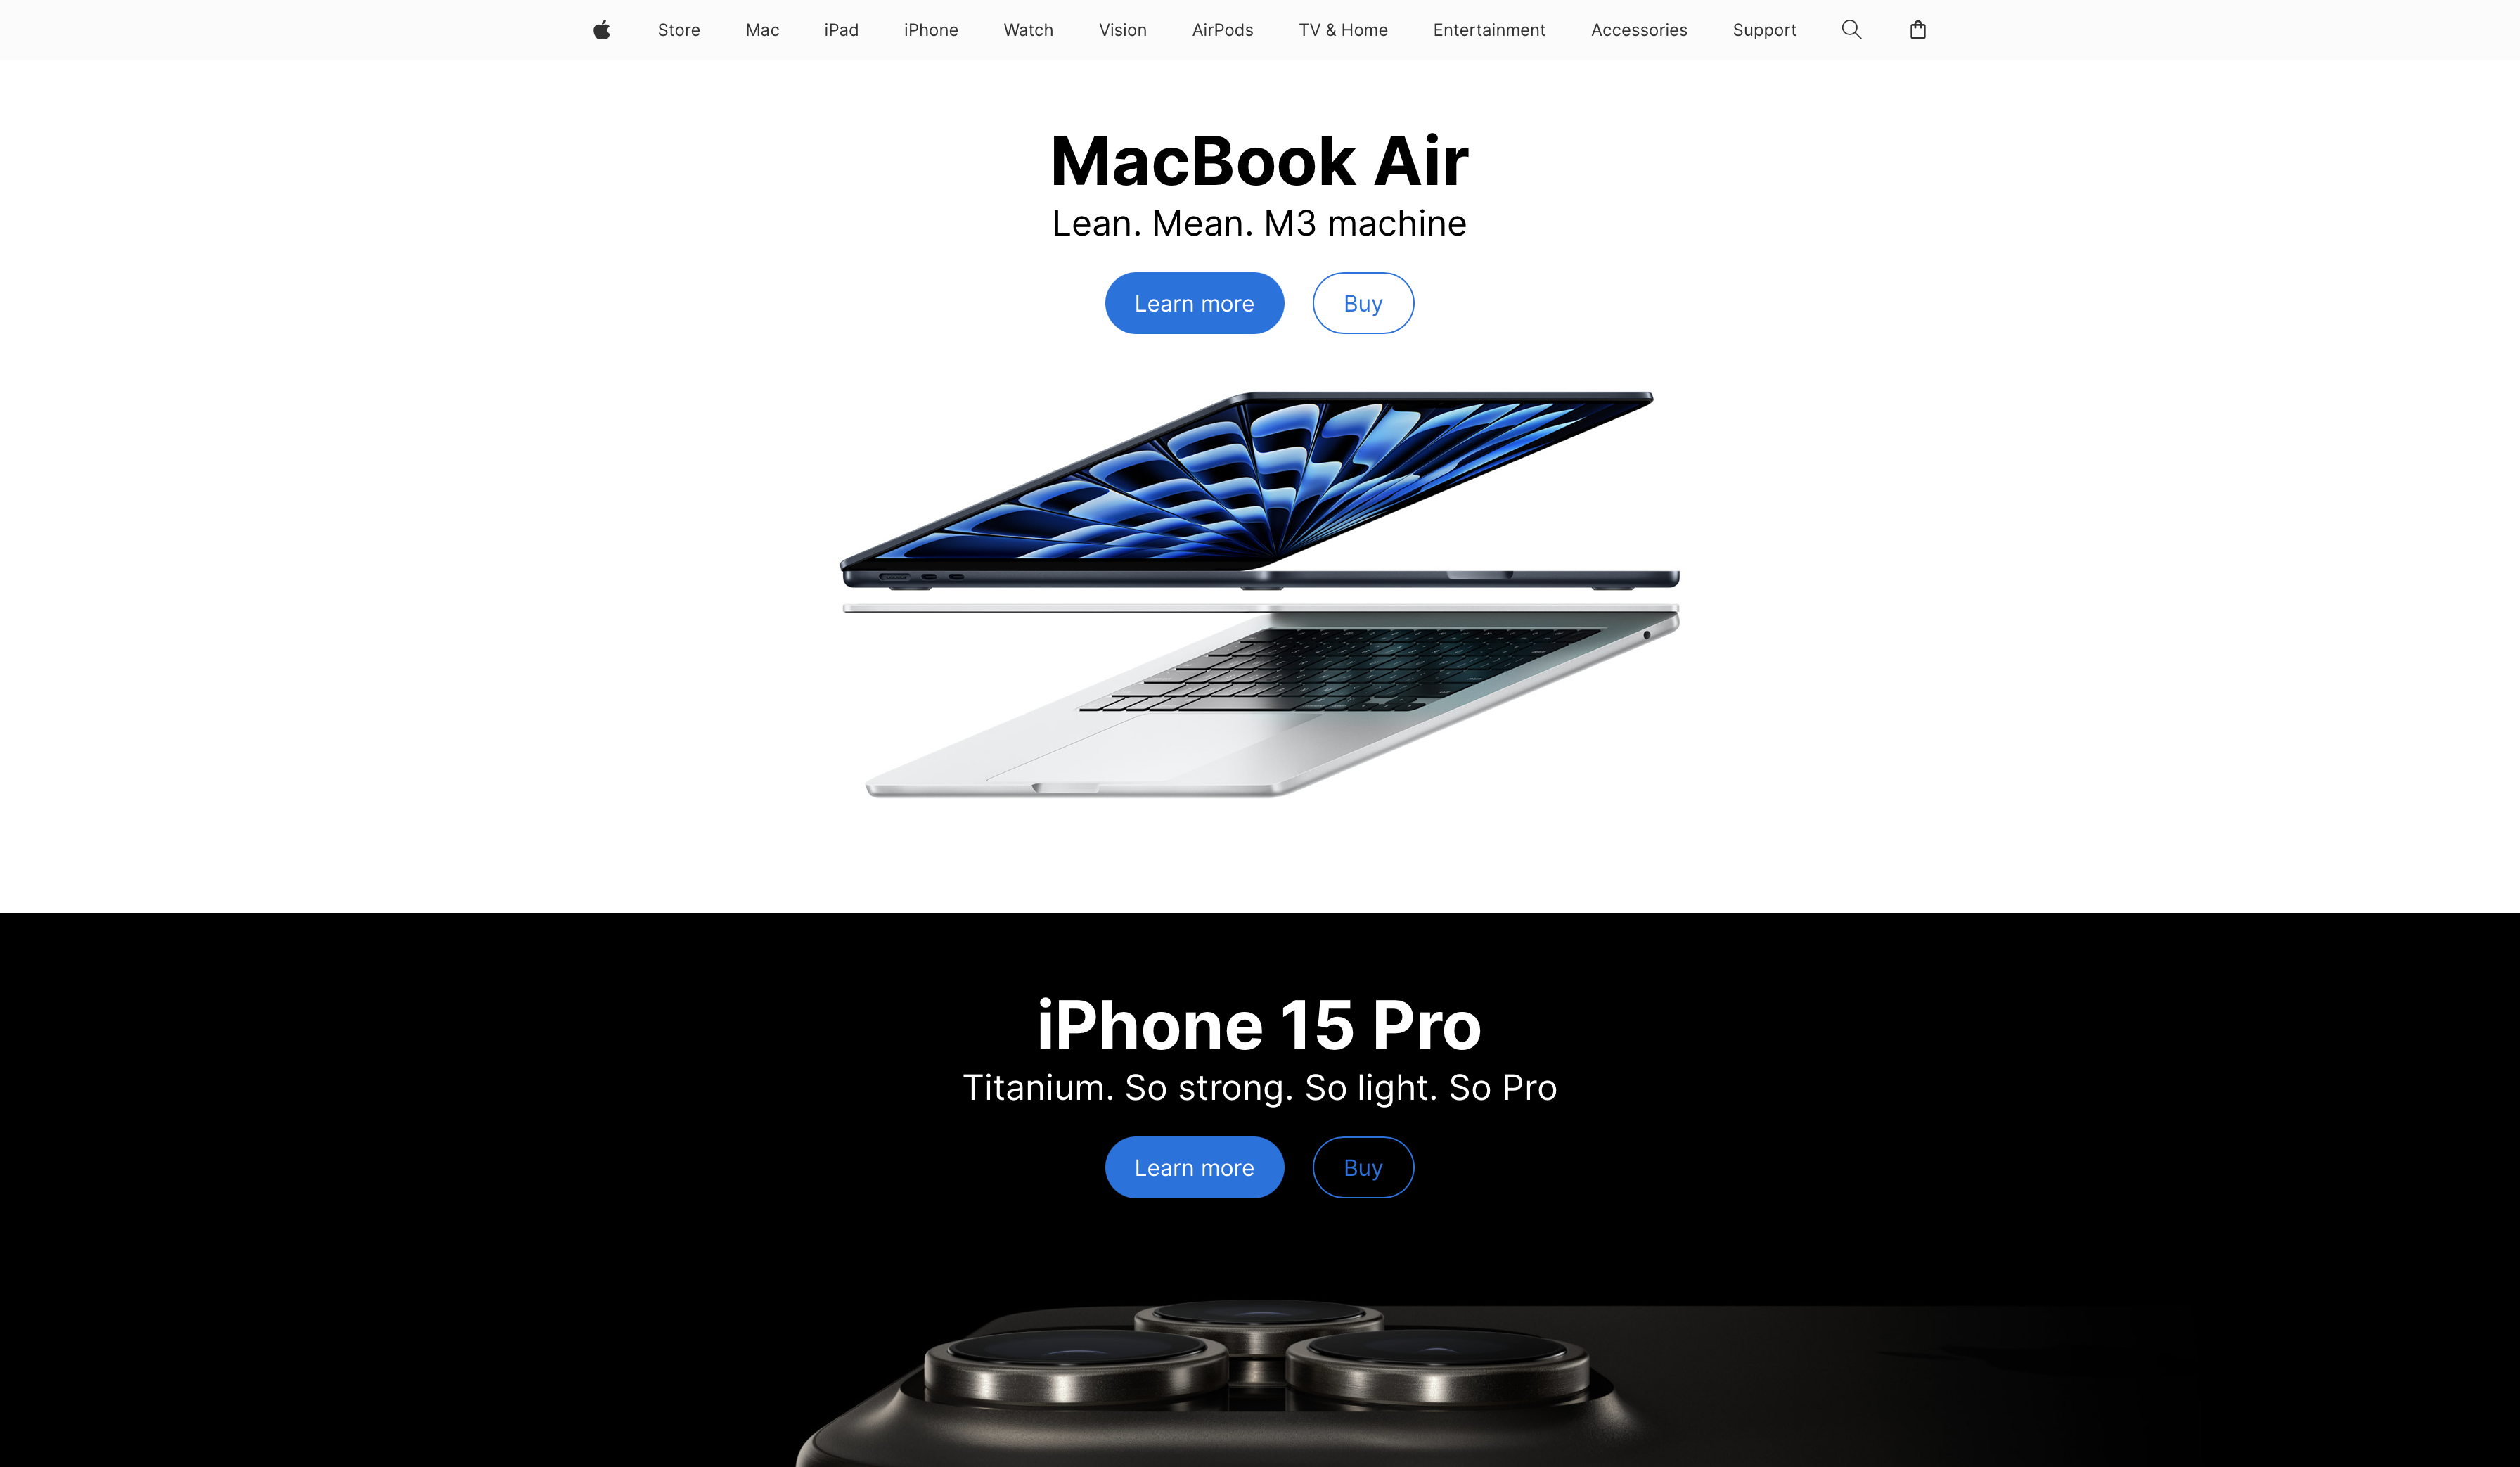 Store Mac iPad iPhone Watch Vision AirPods TV & Home Entertainment Accessories Support
MacBook Air
Lean. Mean. M3 machine
Learn more Buy
iPhone 15 Pro
Titanium. So strong. So light. So Pro
Learn more Buy